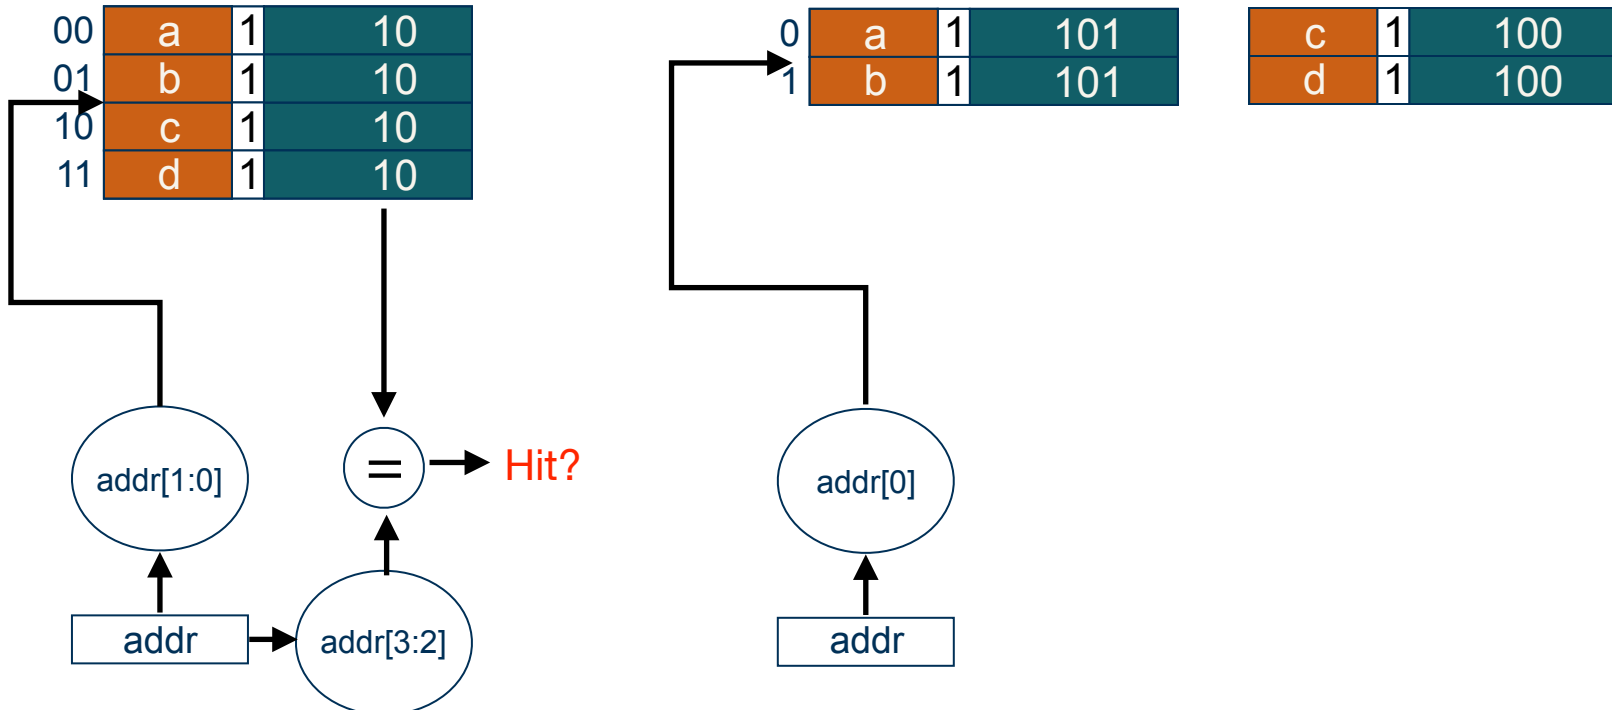 00 a 1 10
01 b 1 10
10 c 1 10
11 d 1 10
addr[1:0]
=
Hit?
addr
addr[3:2]
0 a 1 101
1 b 1 101
c 1 100
d 1 100
addr[0]
addr